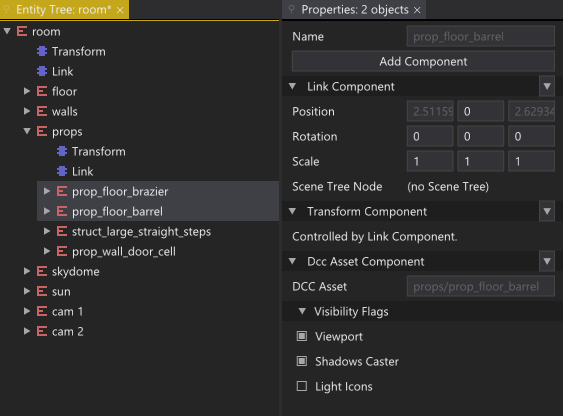 Entity Tree: room*
room
Transform
Link
floor
walls
props
Transform
Link
prop_floor_brazier
prop_floor_barrel
struct_large_straight_steps
prop_wall_door_cell
skydome
sun
cam 1
cam 2
Properties: 2 objects
Name prop_floor_barrel
Add Component
Link Component
Position 2.51159 0 2.62934
Rotation 0 0 0
Scale 1 1 1
Scene Tree Node (no Scene Tree)
Transform Component
Controlled by Link Component.
Dcc Asset Component
DCC Asset props/prop_floor_barrel
Visibility Flags
Viewport
Shadows Caster
Light Icons